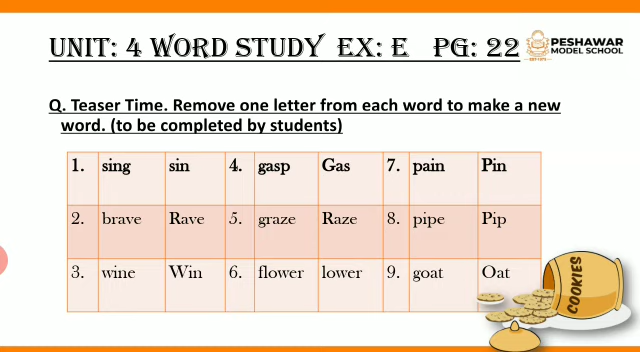 UNIT: 4 WORD STUDY EX: E PG: 22
PESHAWAR
MODEL SCHOOL
Q. Teaser Time. Remove one letter from each word to make a new
word. (to be completed by students)
1. sing sin 4. gasp Gas 7. pain Pin
2. brave Rave 5. graze Raze 8. pipe Pip
3. wine Win 6. flower lower 9. goat Oat
COOKIES